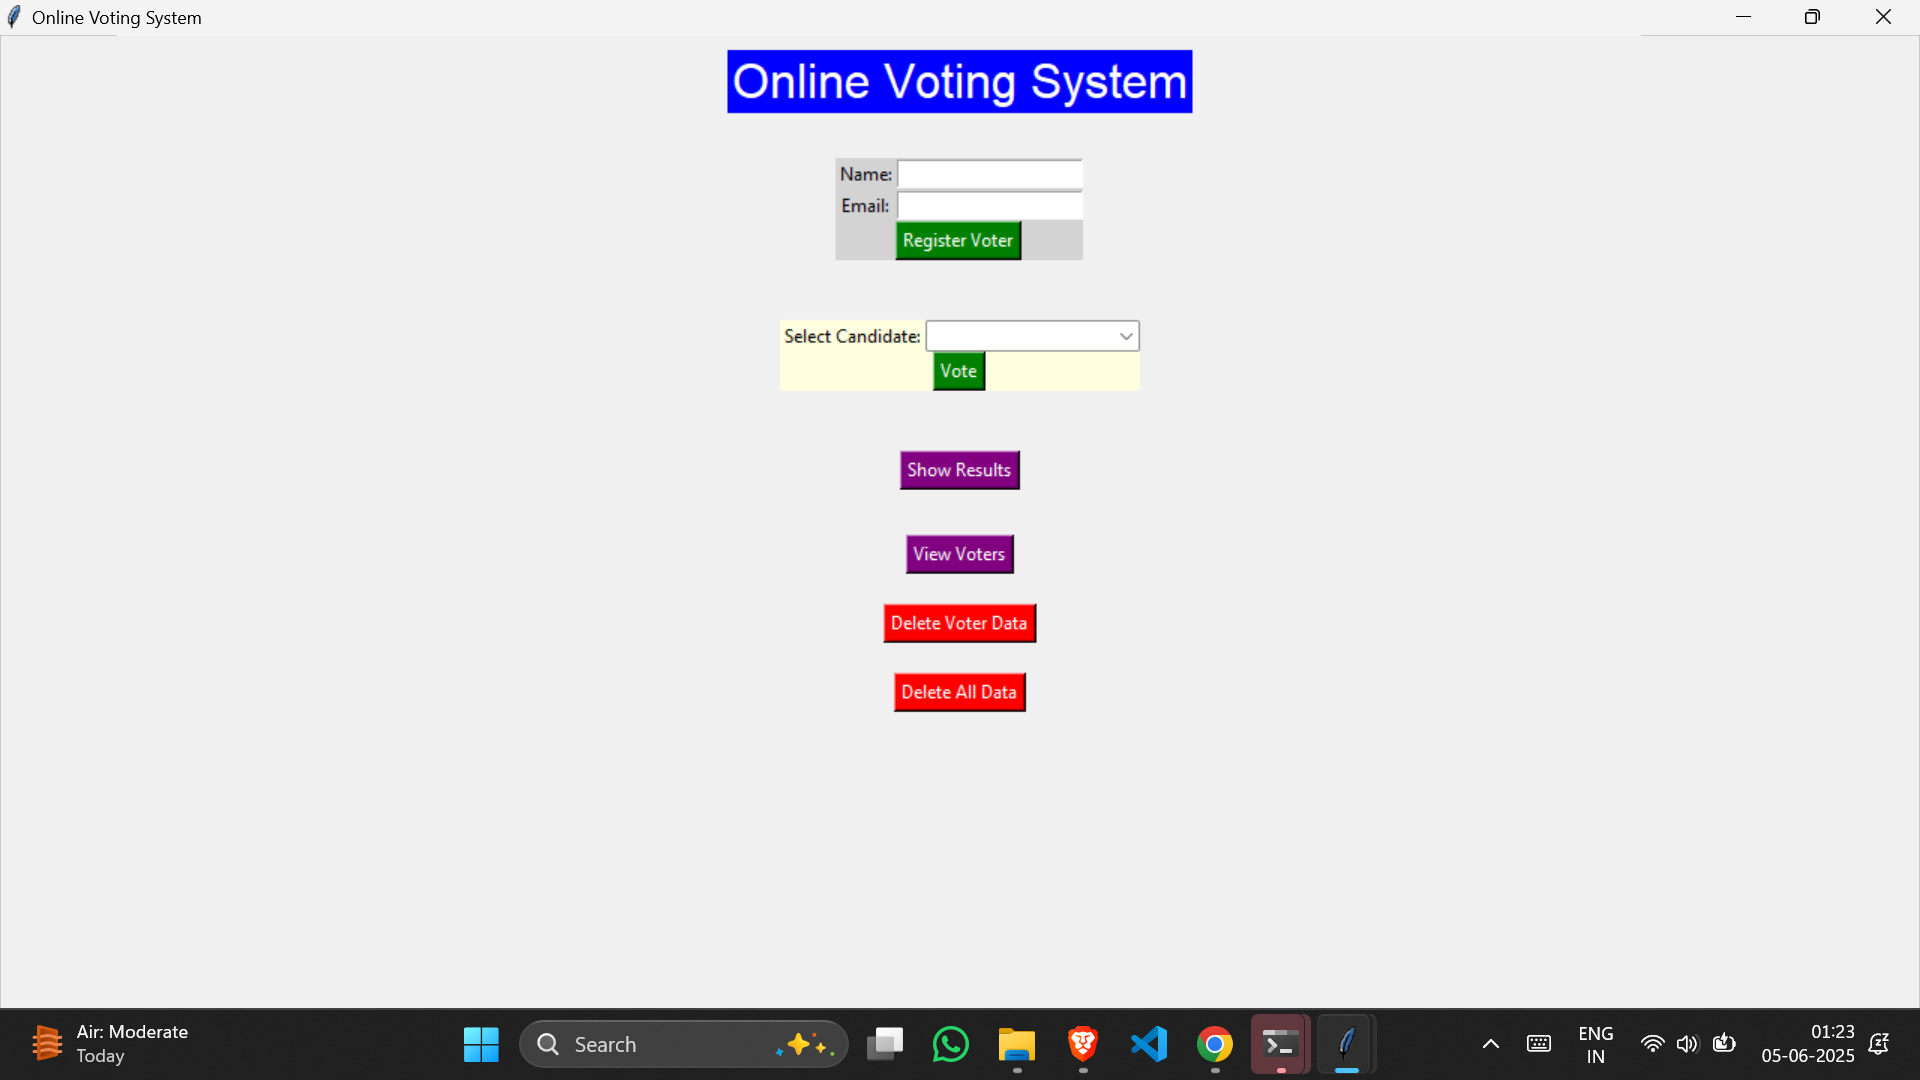 Online Voting System
Online Voting System
Name:
Email:
Register Voter
Select Candidate:
Vote
Show Results
View Voters
Delete Voter Data
Delete All Data
Air: Moderate
Today
Search
ENG
IN
01:23
05-06-2025